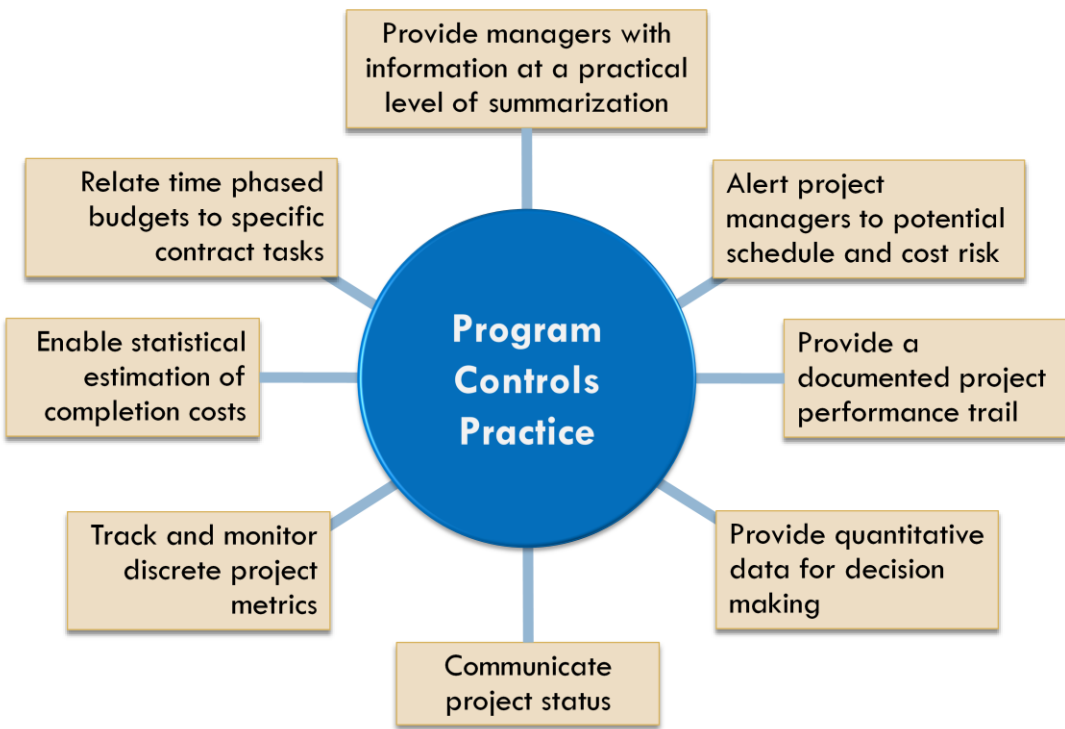 Provide managers with
information at a practical
level of summarization
Relate time phased
budgets to specific
contract tasks
Alert project
managers to potential
schedule and cost risk
Program
Controls
Practice
Enable statistical
estimation of
completion costs
Provide a
documented project
performance trail
Track and monitor
discrete project
metrics
Provide quantitative
data for decision
making
Communicate
project status